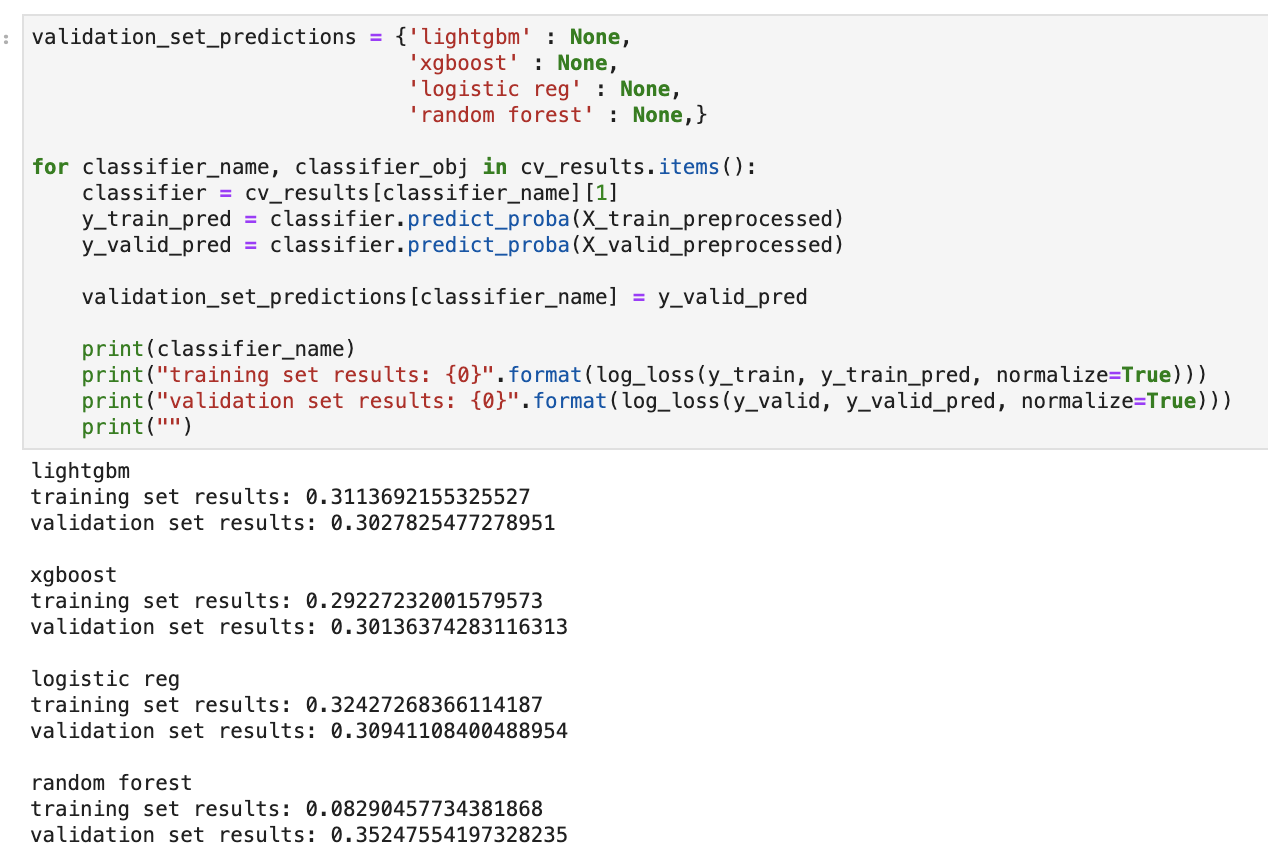 validation_set_predictions = {'lightgbm' : None,
                              'xgboost' : None,
                              'logistic reg' : None,
                              'random forest' : None,}

for classifier_name, classifier_obj in cv_results.items():
    classifier = cv_results[classifier_name][1]
    y_train_pred = classifier.predict_proba(X_train_preprocessed)
    y_valid_pred = classifier.predict_proba(X_valid_preprocessed)

    validation_set_predictions[classifier_name] = y_valid_pred

    print(classifier_name)
    print("training set results: {0}".format(log_loss(y_train, y_train_pred, normalize=True)))
    print("validation set results: {0}".format(log_loss(y_valid, y_valid_pred, normalize=True)))
    print("")
lightgbm
training set results: 0.3113692155325527
validation set results: 0.3027825477278951

xgboost
training set results: 0.29227232001579573
validation set results: 0.30136374283116313

logistic reg
training set results: 0.32427268366114187
validation set results: 0.30941108400488954

random forest
training set results: 0.08290457734381868
validation set results: 0.35247554197328235